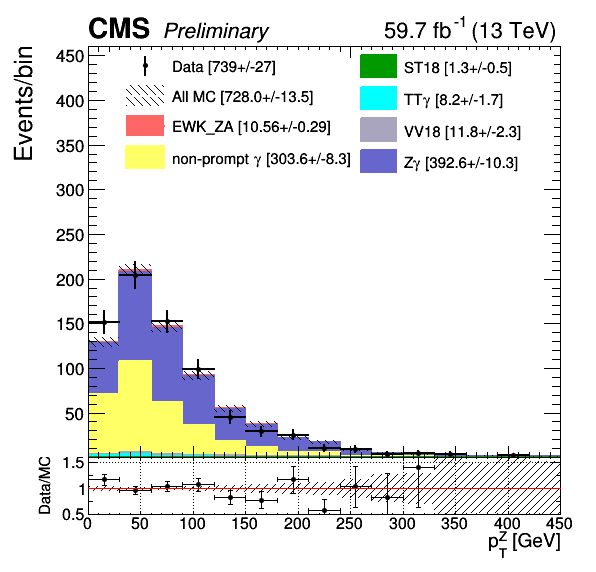 CMS Preliminary 59.7 fb⁻¹ (13 TeV)
Events/bin
450
400
350
300
250
200
150
100
50
Data [739+/-27]
All MC [728.0+/-13.5]
EWK_ZA [10.56+/-0.29]
non-prompt γ [303.6+/-8.3]
ST18 [1.3+/-0.5]
TTγ [8.2+/-1.7]
VV18 [11.8+/-2.3]
Zγ [392.6+/-10.3]
Data/MC
1.5
1
0.5
0 50 100 150 200 250 300 350 400 450
p_T^Z [GeV]